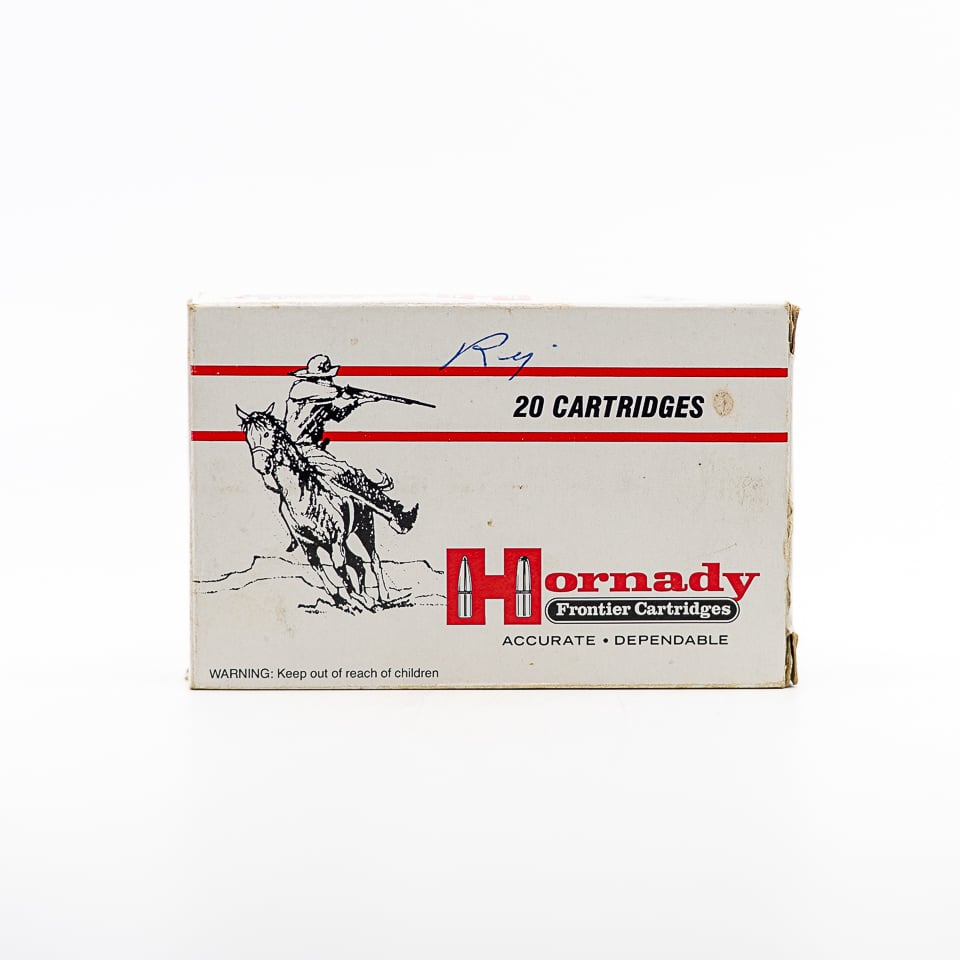 20 CARTRIDGES
Hornady
Frontier Cartridges
ACCURATE • DEPENDABLE
WARNING: Keep out of reach of children